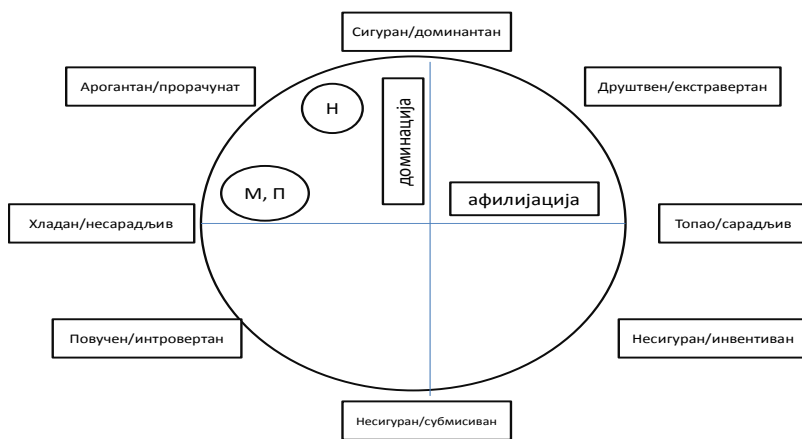 Сигуран/доминантан
Арогантан/прорачунат
Друштвен/екстравертан
Н
доминација
М, П
афилијација
Хладан/несарадљив
Топао/сарадљив
Повучен/интровертан
Несигуран/инвентиван
Несигуран/субмисиван